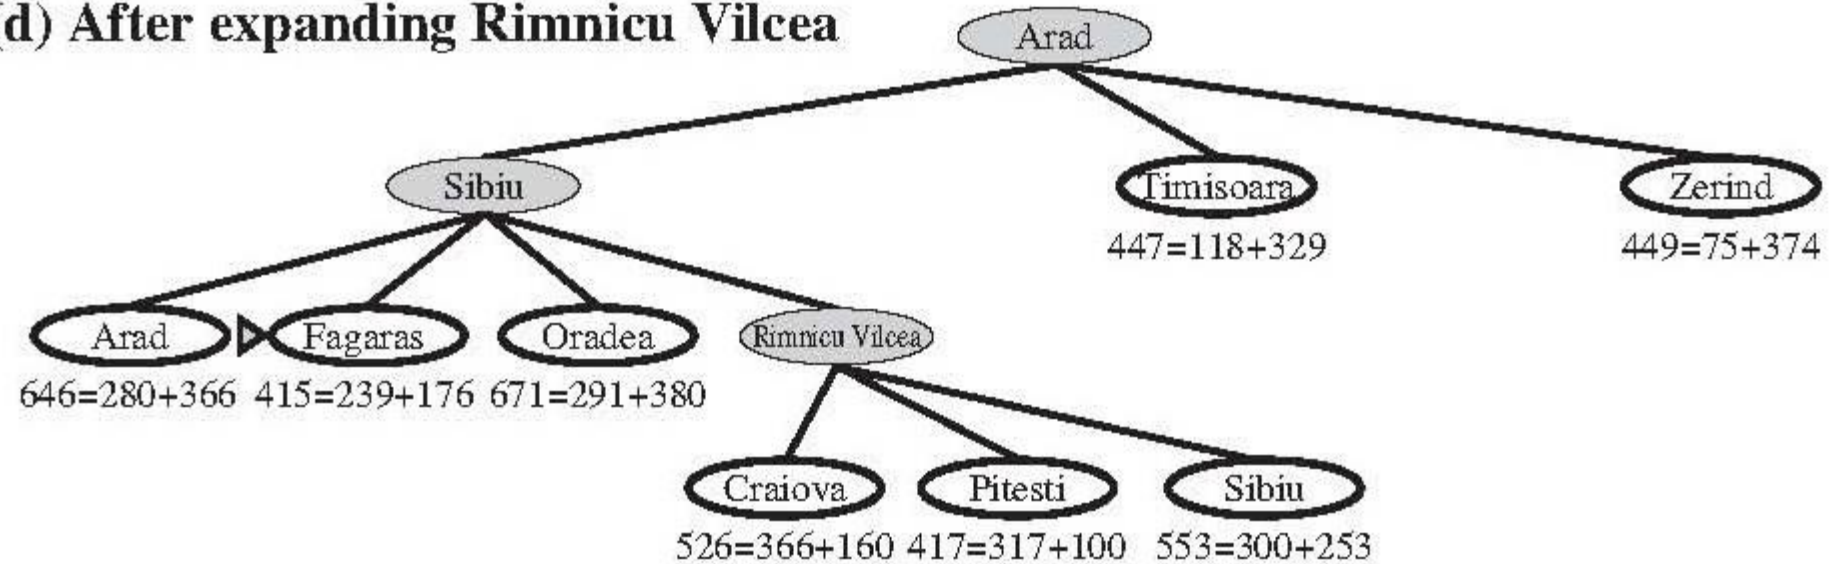 (d) After expanding Rimnicu Vilcea
Arad
Sibiu
Timisoara
Zerind
447=118+329
449=75+374
Arad
Fagaras
Oradea
Rimnicu Vilcea
646=280+366
415=239+176
671=291+380
Craiova
Pitesti
Sibiu
526=366+160
417=317+100
553=300+253